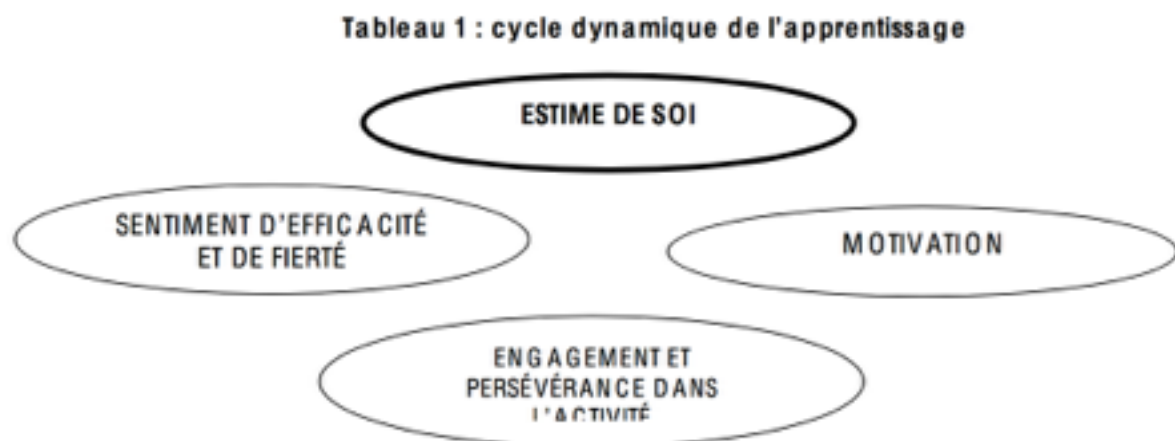 Tableau 1 : cycle dynamique de l'apprentissage
ESTIME DE SOI
SENTIMENT D'EFFICACITÉ
ET DE FIERTÉ
MOTIVATION
ENGAGEMENT ET
PERSÉVÉRANCE DANS
L'ACTIVITÉ